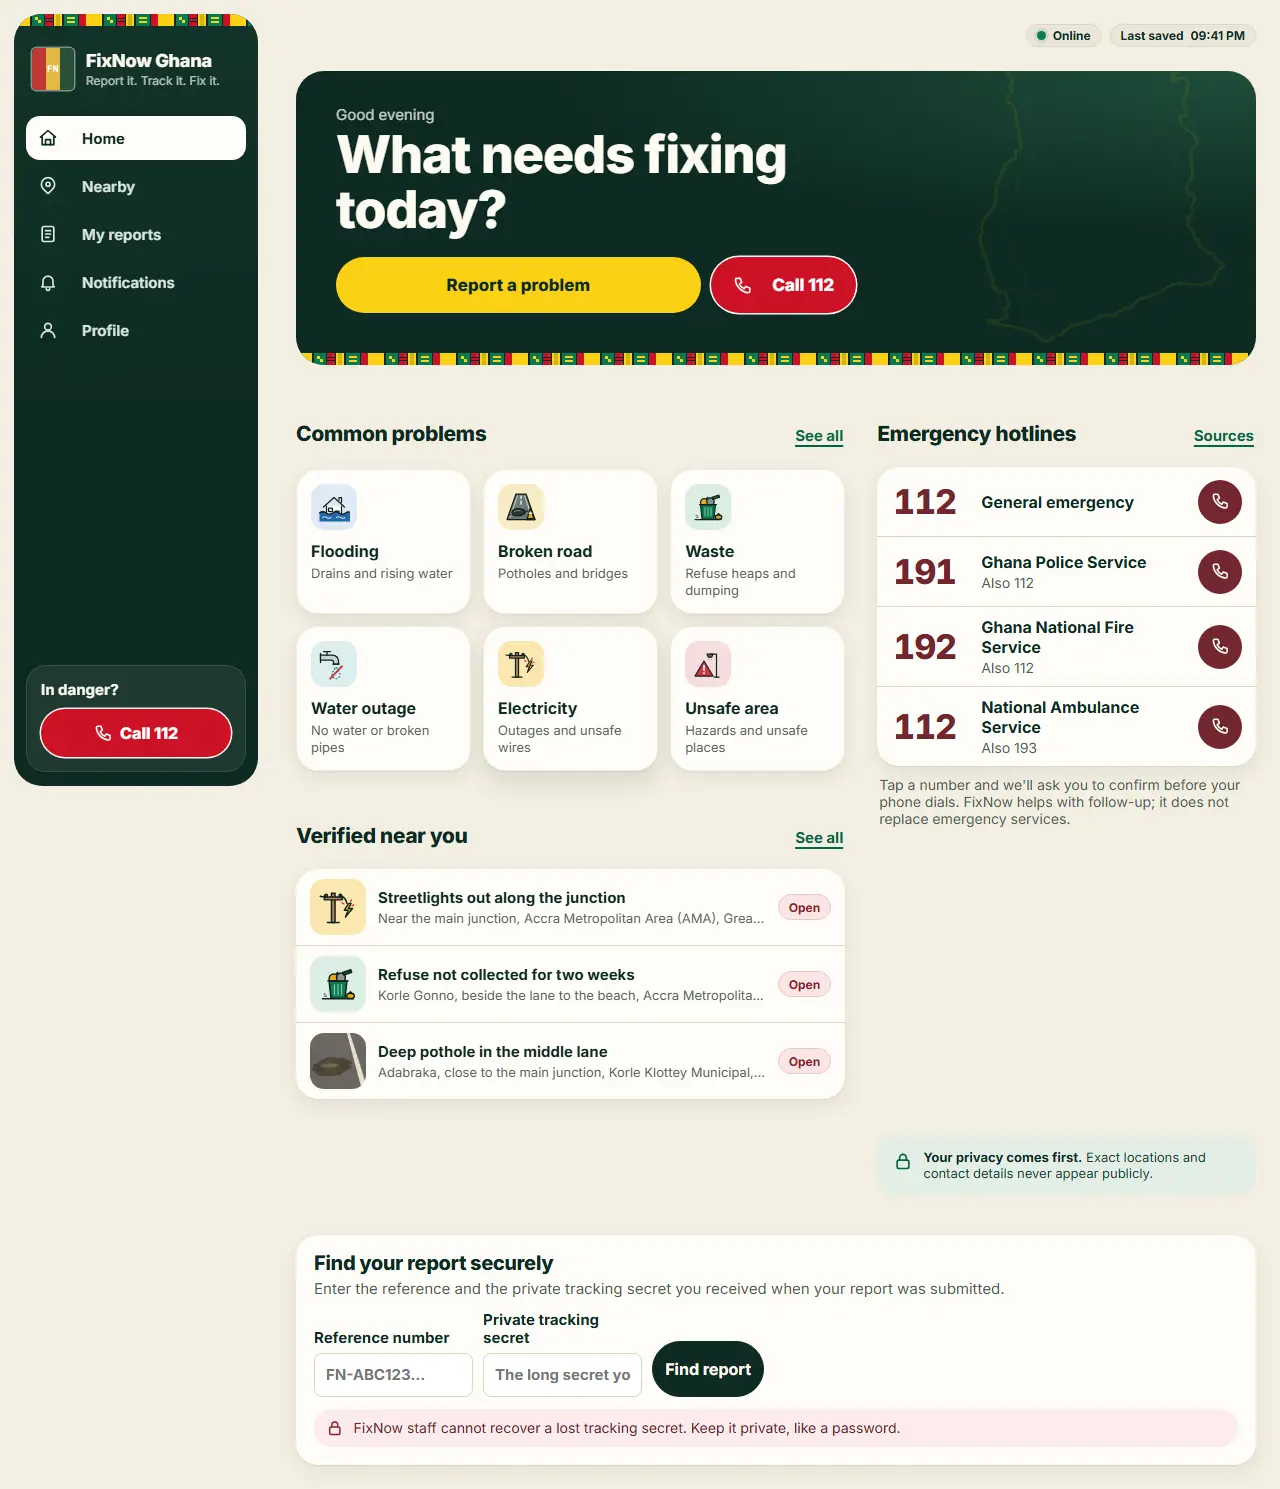 FN
FixNow Ghana
Report it. Track it. Fix it.
Home
Nearby
My reports
Notifications
Profile
In danger?
Call 112
Online
Last saved 09:41 PM
Good evening
What needs fixing
today?
Report a problem
Call 112
Common problems
See all
Flooding
Drains and rising water
Broken road
Potholes and bridges
Waste
Refuse heaps and
dumping
Water outage
No water or broken
pipes
Electricity
Outages and unsafe
wires
Unsafe area
Hazards and unsafe
places
Emergency hotlines
Sources
112 General emergency
191 Ghana Police Service
Also 112
192 Ghana National Fire
Service
Also 112
112 National Ambulance
Service
Also 193
Tap a number and we'll ask you to confirm before your
phone dials. FixNow helps with follow-up; it does not
replace emergency services.
Verified near you
See all
Streetlights out along the junction
Near the main junction, Accra Metropolitan Area (AMA), Grea...
Open
Refuse not collected for two weeks
Korle Gonno, beside the lane to the beach, Accra Metropolita...
Open
Deep pothole in the middle lane
Adabraka, close to the main junction, Korle Klottey Municipal,...
Open
Your privacy comes first. Exact locations and
contact details never appear publicly.
Find your report securely
Enter the reference and the private tracking secret you received when your report was submitted.
Reference number
FN-ABC123...
Private tracking
secret
The long secret yo
Find report
FixNow staff cannot recover a lost tracking secret. Keep it private, like a password.